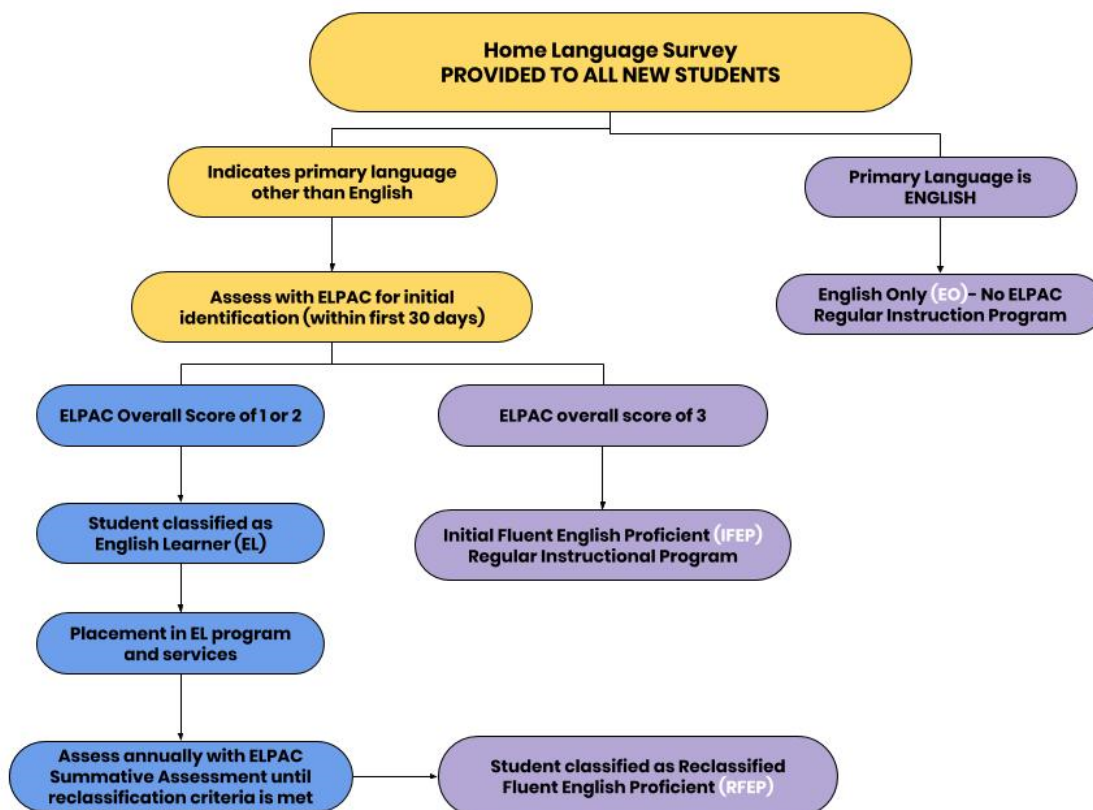 Home Language Survey
PROVIDED TO ALL NEW STUDENTS
Indicates primary language
other than English
Primary Language is
ENGLISH
Assess with ELPAC for initial
identification (within first 30 days)
English Only (EO)- No ELPAC
Regular Instruction Program
ELPAC Overall Score of 1 or 2
ELPAC overall score of 3
Student classified as
English Learner (EL)
Initial Fluent English Proficient (IFEP)
Regular Instructional Program
Placement in EL program
and services
Assess annually with ELPAC
Summative Assessment until
reclassification criteria is met
Student classified as Reclassified
Fluent English Proficient (RFEP)